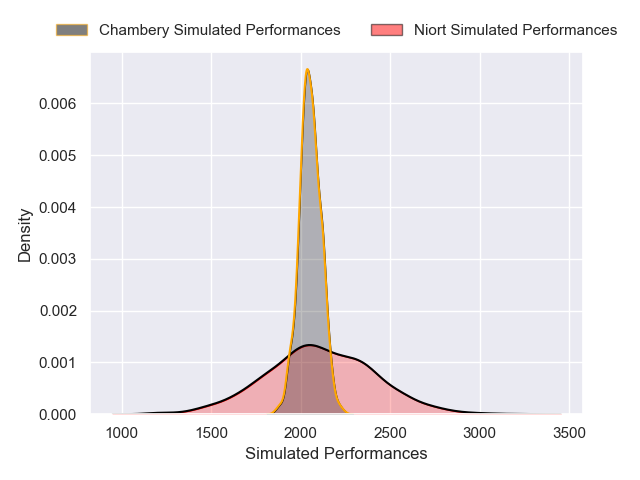 Chambery Simulated Performances
Niort Simulated Performances
0.006
0.005
0.004
0.003
0.002
0.001
0.000
Density
1000 1500 2000 2500 3000 3500
Simulated Performances